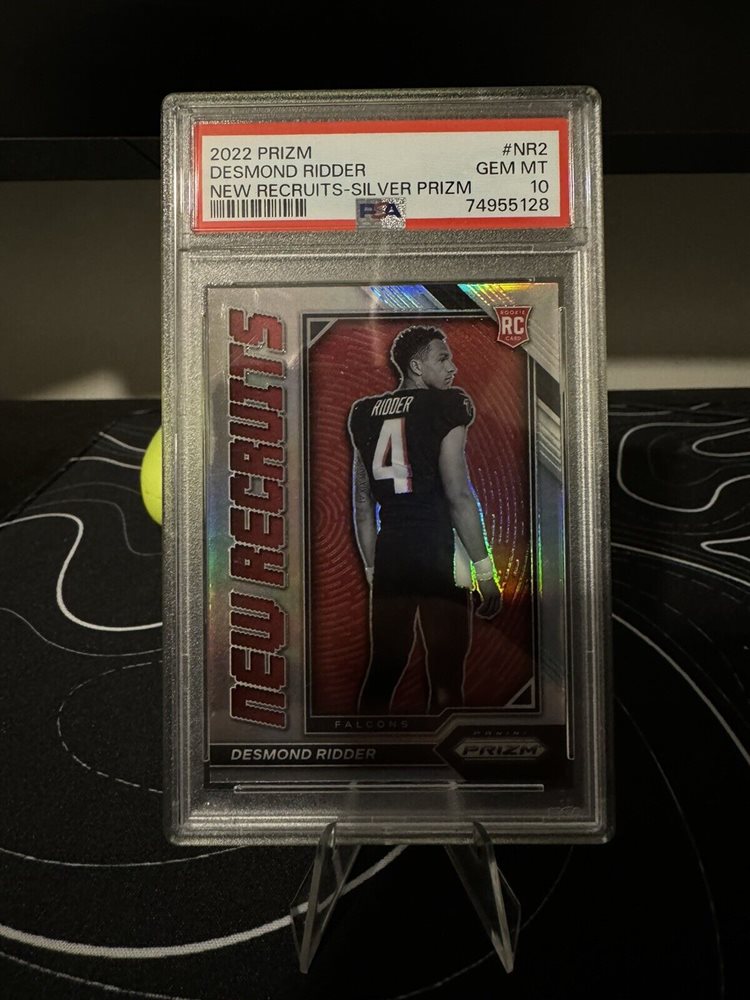 2022 PRIZM #NR2
DESMOND RIDDER GEM MT
NEW RECRUITS-SILVER PRIZM 10
PSA 74955128
NEW RECRUITS
ROOKIE
RC
CARD
RIDDER
4
FALCONS
DESMOND RIDDER
PANINI
PRIZM